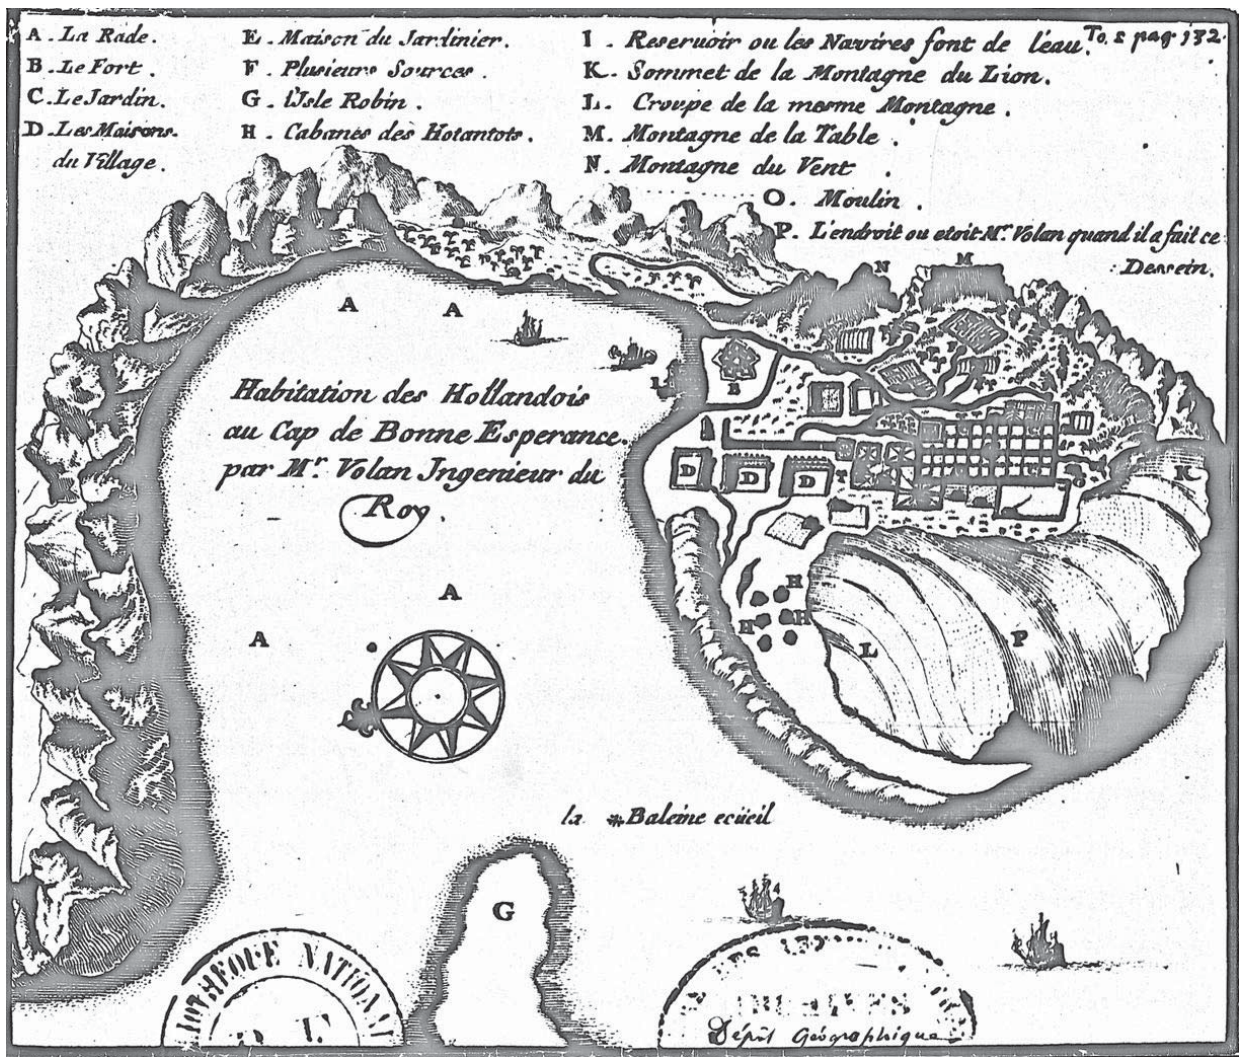 A. La Rade.
B. Le Fort.
C. Le Jardin.
D. Les Maisons.
du Village.
E. Maison du Jardinier.
F. Plusieurs Sources.
G. l'Isle Robin.
H. Cabanes des Hotantots.
I. Reservoir ou les Navires font de l'eau.
To. 2 pag 132.
K. Sommet de la Montagne du Lion.
L. Croupe de la mesme Montagne.
M. Montagne de la Table.
N. Montagne du Vent.
O. Moulin.
P. L'endroit ou etoit Mr. Volan quand il a fait ce
Dessein.
N M
A A
Habitation des Hollandois
au Cap de Bonne Esperance.
par Mr. Volan Jngenieur du
Roy.
B
D D D
K
A
A
H
H H
L P
la Baleine ecüeil
G
NATIONAL
Dépôt Géographique